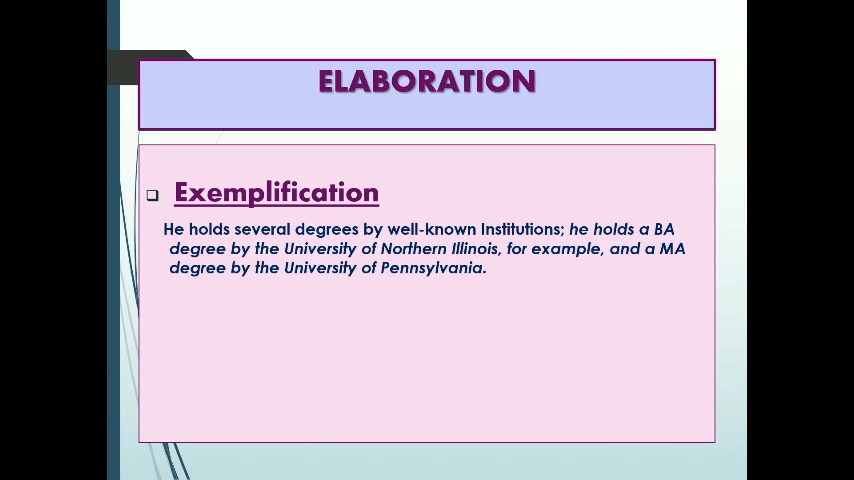 ELABORATION
Exemplification
He holds several degrees by well-known Institutions; he holds a BA
degree by the University of Northern Illinois, for example, and a MA
degree by the University of Pennsylvania.